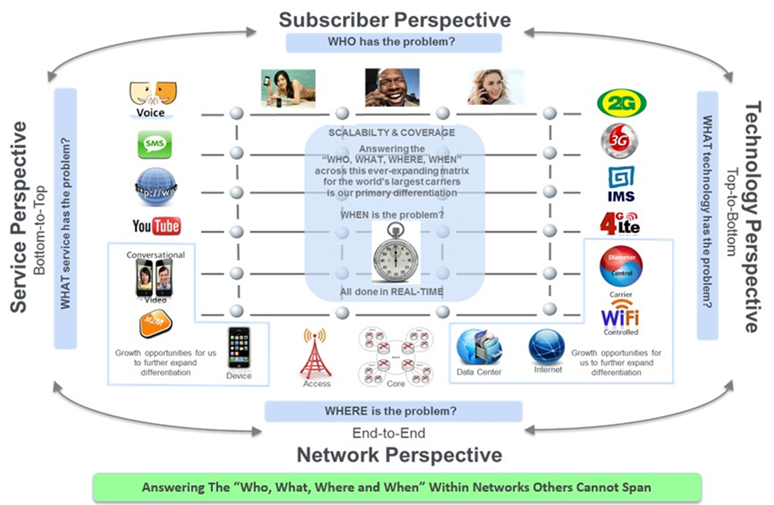 Subscriber Perspective
WHO has the problem?
Service Perspective
Bottom-to-Top
WHAT service has the problem?
Voice
SMS
http://ww
YouTube
Conversational
Video
M2M
Growth opportunities for us
to further expand
differentiation
SCALABILTY & COVERAGE
Answering the
"WHO, WHAT, WHERE, WHEN"
across this ever-expanding matrix
for the world's largest carriers
is our primary differentiation
WHEN is the problem?
All done in REAL-TIME
2G
3G
IMS
4G lte
Diameter
Control
Carrier
WiFi
Controlled
Growth opportunities for
us to further expand
differentiation
WHAT technology has the problem?
Top-to-Bottom
Technology Perspective
Device
Access
Core
Data Center
Internet
WHERE is the problem?
End-to-End
Network Perspective
Answering The "Who, What, Where and When" Within Networks Others Cannot Span